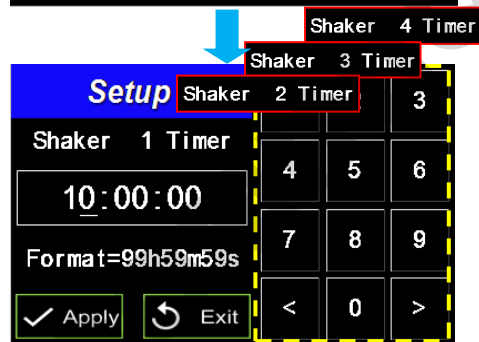 Shaker 4 Timer
Shaker 3 Timer
Setup
Shaker 2 Timer
3
Shaker 1 Timer
4 5 6
10:00:00
7 8 9
Format=99h59m59s
Apply Exit
< 0 >